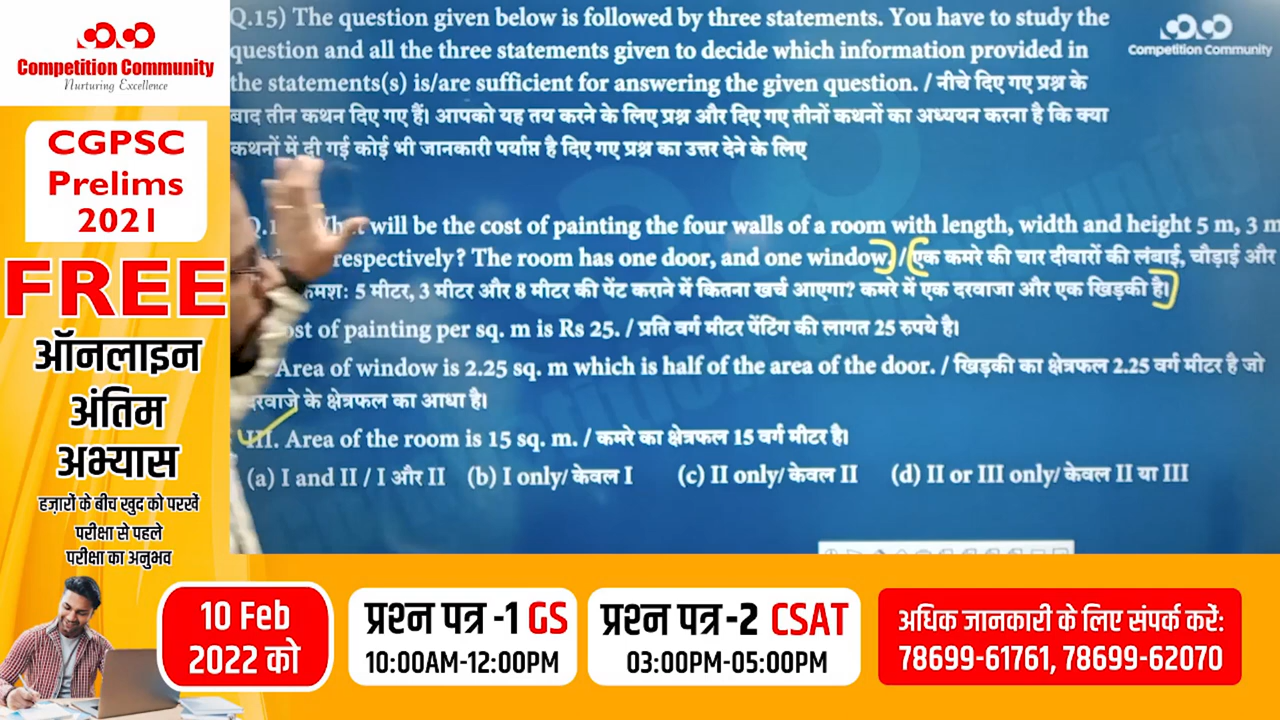 Competition Community
Nurturing Excellence
CGPSC
Prelims
2021
FREE
ऑनलाइन
अंतिम
अभ्यास
हज़ारों के बीच खुद को परखें
परीक्षा से पहले
परीक्षा का अनुभव
Competition Community
Q.15) The question given below is followed by three statements. You have to study the
question and all the three statements given to decide which information provided in
the statements(s) is/are sufficient for answering the given question. / नीचे दिए गए प्रश्न के
बाद तीन कथन दिए गए हैं। आपको यह तय करने के लिए प्रश्न और दिए गए तीनों कथनों का अध्ययन करना है कि क्या
कथनों में दी गई कोई भी जानकारी पर्याप्त है दिए गए प्रश्न का उत्तर देने के लिए
will be the cost of painting the four walls of a room with length, width and height 5 m, 3 m
respectively? The room has one door, and one window. / एक कमरे की चार दीवारों की लंबाई, चौड़ाई और
5 मीटर, 3 मीटर और 8 मीटर की पेंट कराने में कितना खर्च आएगा? कमरे में एक दरवाजा और एक खिड़की है।
of painting per sq. m is Rs 25. / प्रति वर्ग मीटर पेंटिंग की लागत 25 रुपये है।
Area of window is 2.25 sq. m which is half of the area of the door. / खिड़की का क्षेत्रफल 2.25 वर्ग मीटर है जो
दरवाजे के क्षेत्रफल का आधा है।
III. Area of the room is 15 sq. m. / कमरे का क्षेत्रफल 15 वर्ग मीटर है।
(a) I and II / I और II (b) I only/ केवल I (c) II only/ केवल II (d) II or III only/ केवल II या III
10 Feb
2022 को
प्रश्न पत्र -1 GS
10:00AM-12:00PM
प्रश्न पत्र-2 CSAT
03:00PM-05:00PM
अधिक जानकारी के लिए संपर्क करें:
78699-61761, 78699-62070